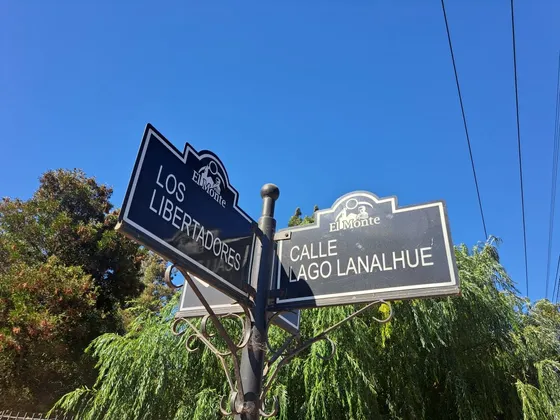 El Monte
LOS
LIBERTADORES
El Monte
CALLE
LAGO LANALHUE